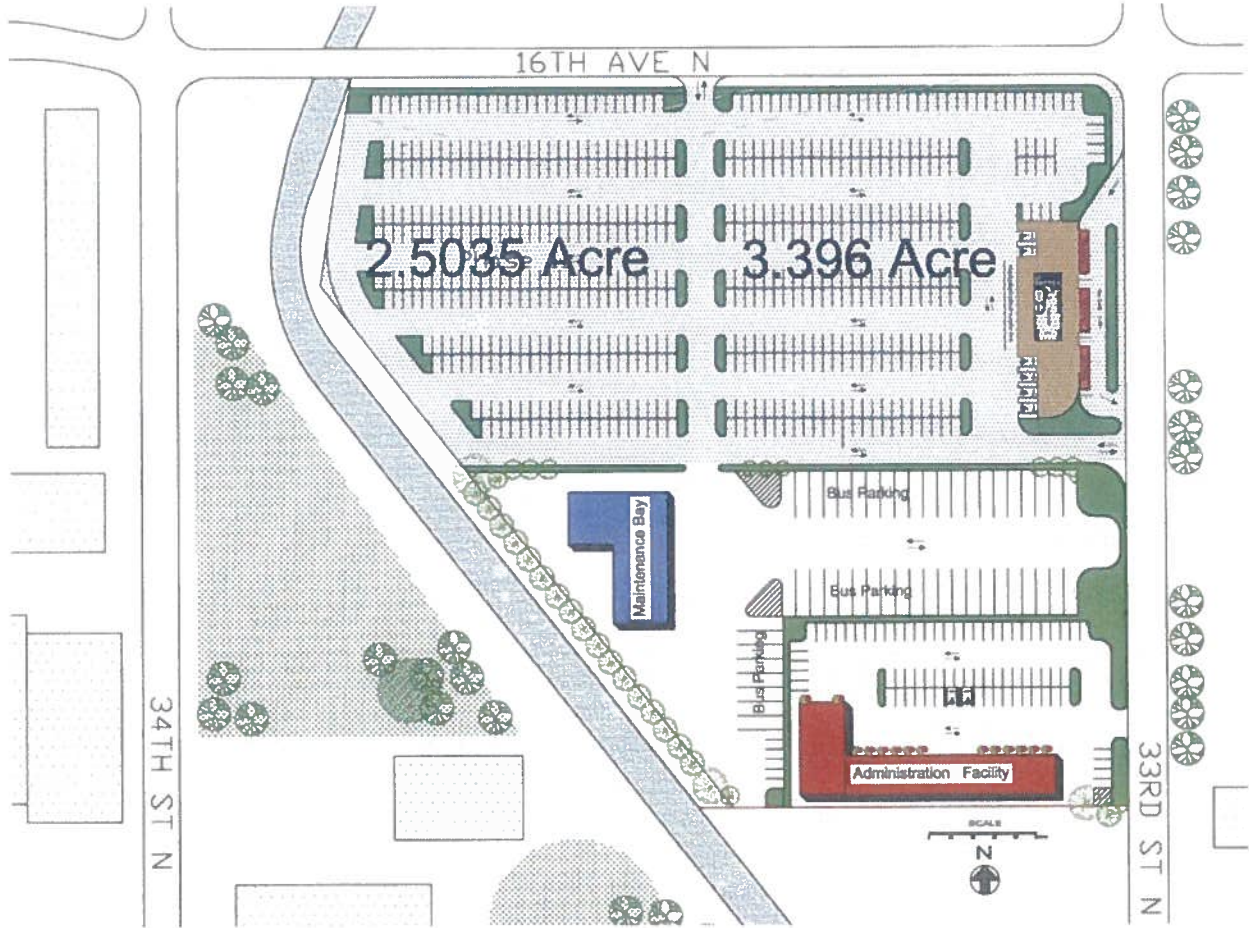 16TH AVE N
2.5035 Acre
3.396 Acre
Bus Parking
Maintenance Bay
Bus Parking
Bus Parking
34TH ST N
Administration Facility
33RD ST N
SCALE
N